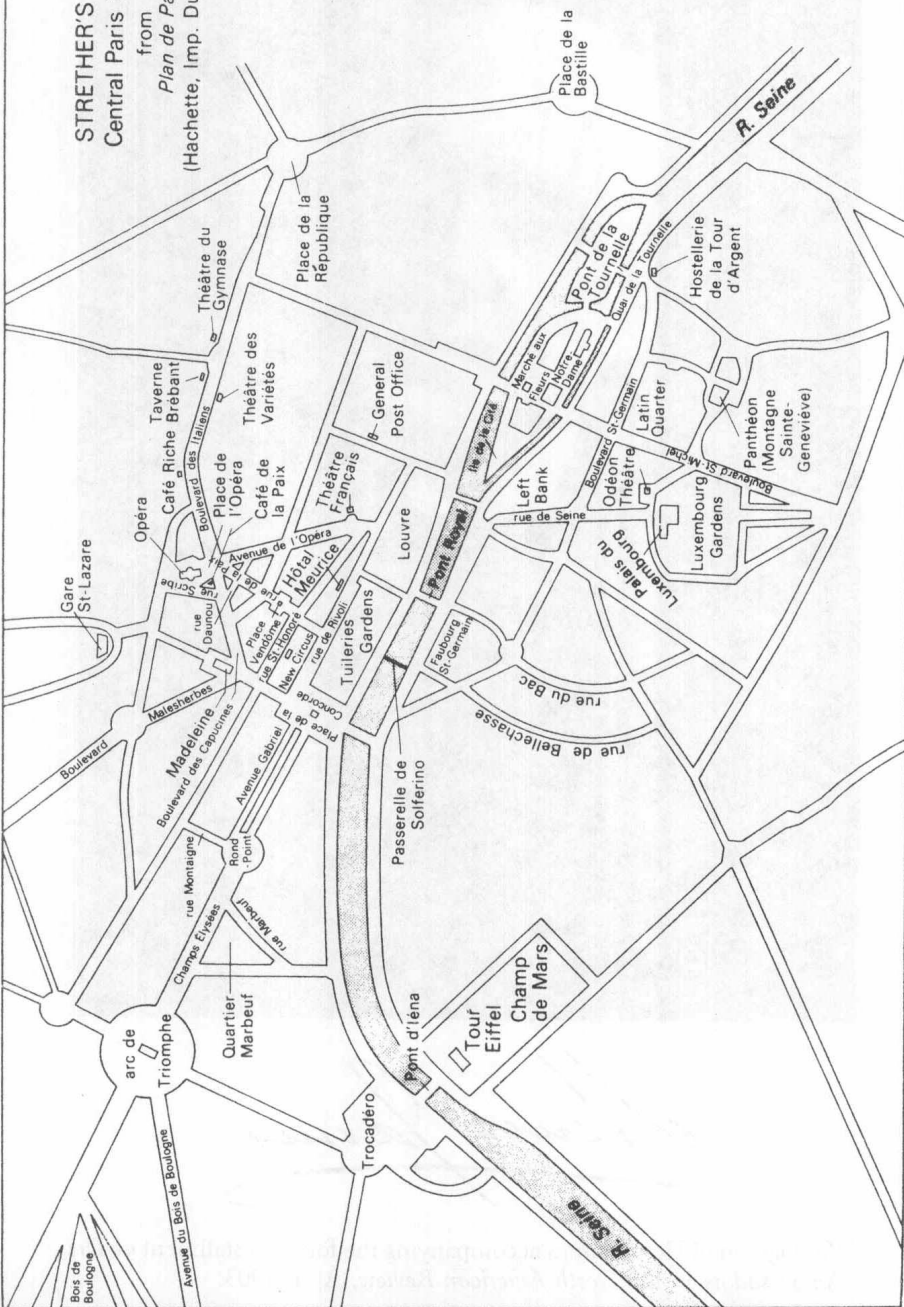 STRETHER'S
Central Paris
from
Plan de Pa
(Hachette, Imp. Du
Gare
St-Lazare
Opéra
Café Riche
Taverne
Brébant
Théâtre du
Gymnase
Boulevard des Italiens
Place de
l'Opéra
Café de
la Paix
Théâtre des
Variétés
Place de la
République
Place de la
Bastille
rue Scribe
rue
Daunou
rue de la Paix
Avenue de l'Opéra
Place
Vendôme
rue St-Honoré
New Circus
Hôtal
Meurice
rue de Rivoli
Théâtre
Français
General
Post Office
Boulevard
Malesherbes
Madeleine
Boulevard des Capucines
Avenue Gabriel
Place de la
Concorde
Tuileries
Gardens
Louvre
Bois de
Boulogne
Avenue du Bois de Boulogne
arc de
Triomphe
Champs Elysées
rue Montaigne
Rond
-Point
rue Marbeuf
Quartier
Marbeuf
Trocadéro
Pont d'Iéna
Tour
Eiffel
Champ
de Mars
R. Seine
Passerelle de
Solferino
Pont Royal
Ile de la Cité
Marché aux
Fleurs
Notre-
Dame
Pont de la
Tournelle
Quai de la Tournelle
R. Seine
Hostellerie
de la Tour
d'Argent
Faubourg
St-Germain
rue de Bellechasse
rue du Bac
Left
Bank
rue de Seine
Boulevard St-Germain
Odéon
Théâtre
Latin
Quarter
Palais du
Luxembourg
Luxembourg
Gardens
Boulevard St-Michel
Panthéon
(Montagne
Sainte-
Geneviève)